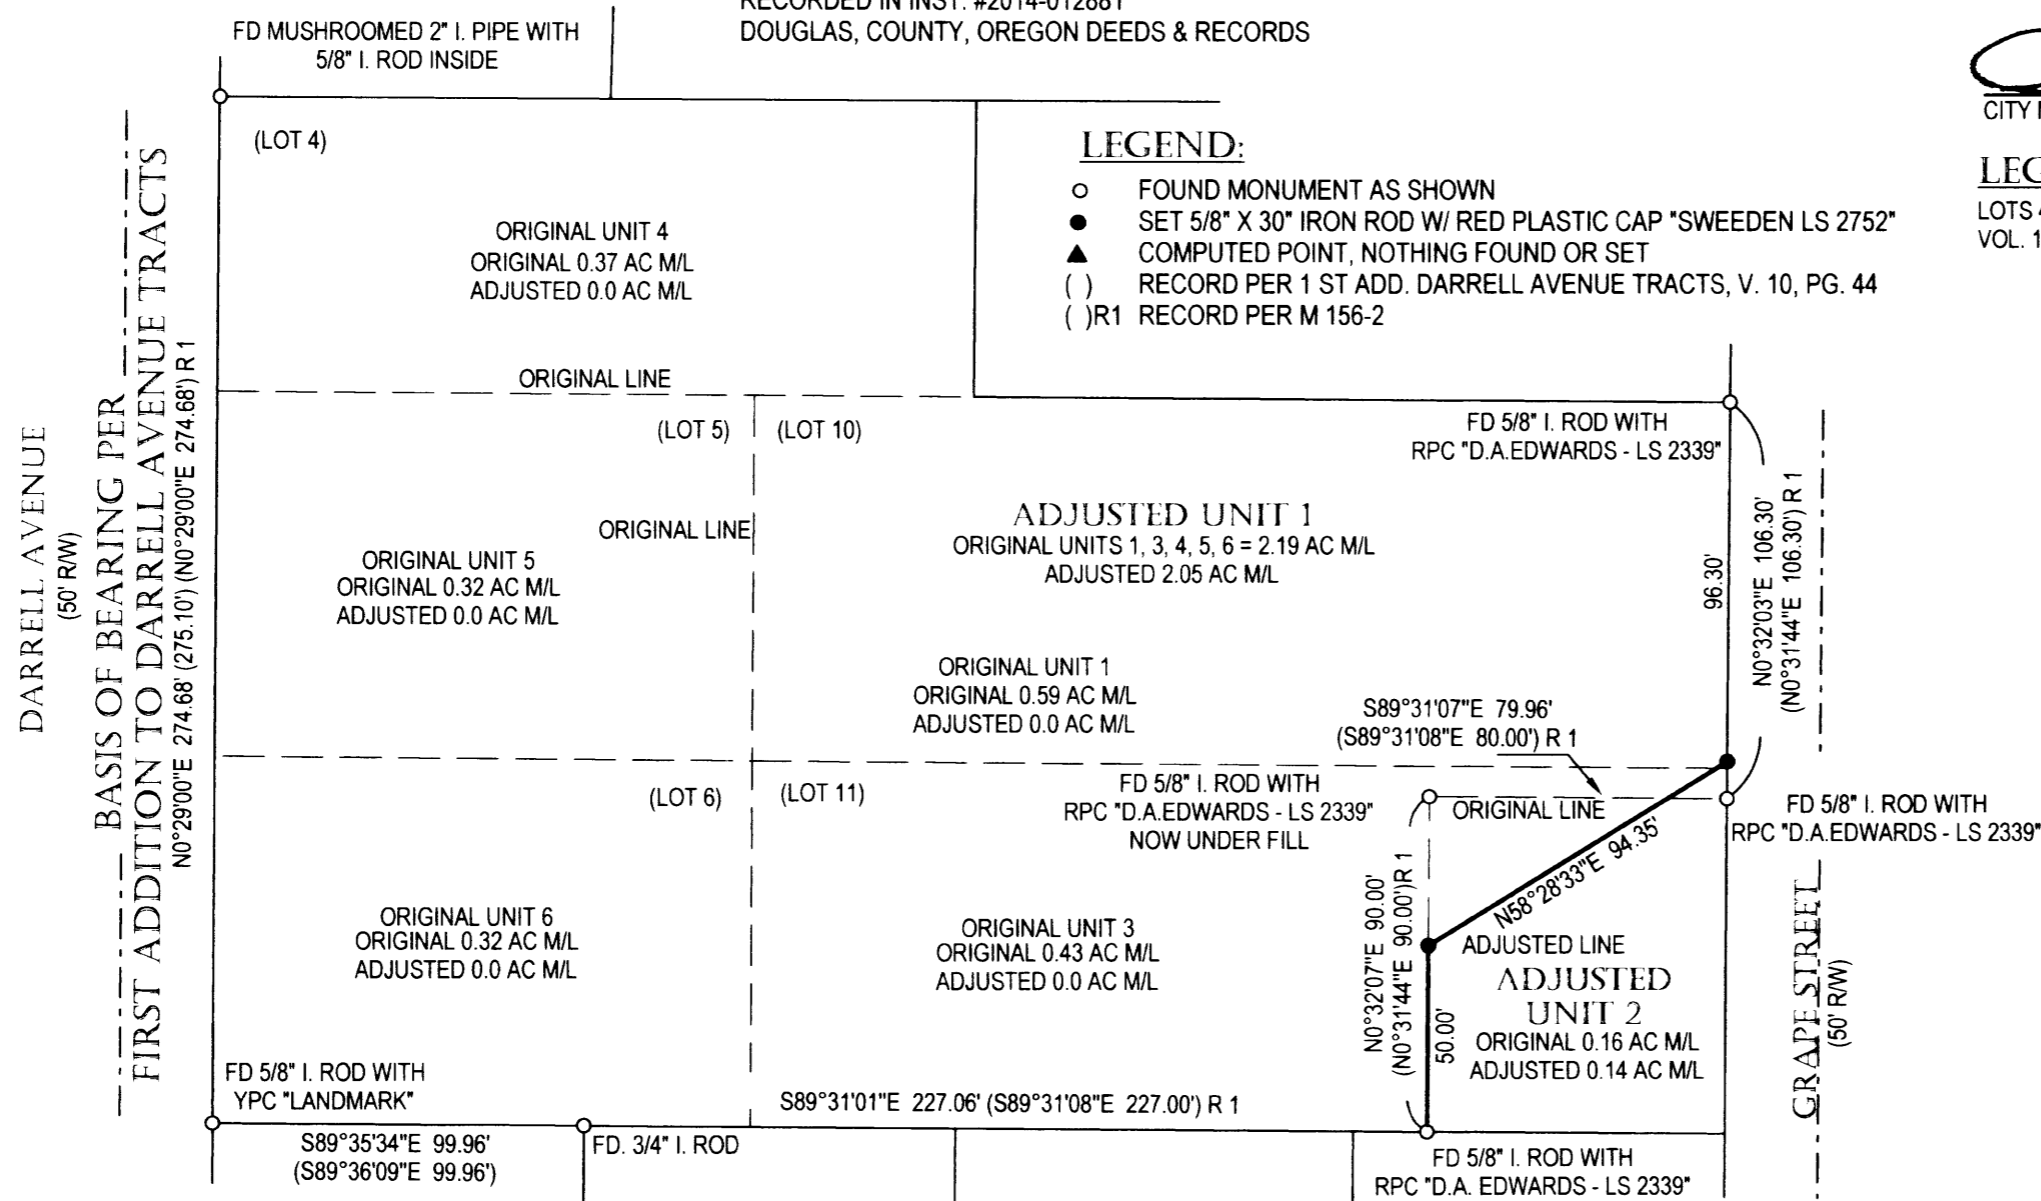 RECORDED IN INST. #2014-012881
DOUGLAS, COUNTY, OREGON DEEDS & RECORDS
FD MUSHROOMED 2" I. PIPE WITH
5/8" I. ROD INSIDE
CITY
(LOT 4)
LEGEND:
○ FOUND MONUMENT AS SHOWN
● SET 5/8" X 30" IRON ROD W/ RED PLASTIC CAP "SWEEDEN LS 2752"
▲ COMPUTED POINT, NOTHING FOUND OR SET
( ) RECORD PER 1 ST ADD. DARRELL AVENUE TRACTS, V. 10, PG. 44
( )R1 RECORD PER M 156-2
LEG
LOTS 4
VOL. 1
ORIGINAL UNIT 4
ORIGINAL 0.37 AC M/L
ADJUSTED 0.0 AC M/L
ORIGINAL LINE
DARRELL AVENUE
(50' R/W)
BASIS OF BEARING PER
FIRST ADDITION TO DARRELL AVENUE TRACTS
N0°29'00"E 274.68' (275.10') (N0°29'00"E 274.68') R 1
(LOT 5)
(LOT 10)
FD 5/8" I. ROD WITH
RPC "D.A.EDWARDS - LS 2339"
ORIGINAL LINE
ORIGINAL UNIT 5
ORIGINAL 0.32 AC M/L
ADJUSTED 0.0 AC M/L
ADJUSTED UNIT 1
ORIGINAL UNITS 1, 3, 4, 5, 6 = 2.19 AC M/L
ADJUSTED 2.05 AC M/L
96.30'
N0°32'03"E 106.30'
(N0°31'44"E 106.30') R 1
ORIGINAL UNIT 1
ORIGINAL 0.59 AC M/L
ADJUSTED 0.0 AC M/L
S89°31'07"E 79.96'
(S89°31'08"E 80.00') R 1
(LOT 6)
(LOT 11)
FD 5/8" I. ROD WITH
RPC "D.A.EDWARDS - LS 2339"
NOW UNDER FILL
ORIGINAL LINE
FD 5/8" I. ROD WITH
RPC "D.A.EDWARDS - LS 2339"
N58°28'33"E 94.35'
ORIGINAL UNIT 6
ORIGINAL 0.32 AC M/L
ADJUSTED 0.0 AC M/L
ORIGINAL UNIT 3
ORIGINAL 0.43 AC M/L
ADJUSTED 0.0 AC M/L
N0°32'07"E 90.00'
(N0°31'44"E 90.00')R 1
50.00'
ADJUSTED LINE
ADJUSTED
UNIT 2
ORIGINAL 0.16 AC M/L
ADJUSTED 0.14 AC M/L
GRAPE STREET
(50' R/W)
FD 5/8" I. ROD WITH
YPC "LANDMARK"
S89°31'01"E 227.06' (S89°31'08"E 227.00') R 1
S89°35'34"E 99.96'
(S89°36'09"E 99.96')
FD. 3/4" I. ROD
FD 5/8" I. ROD WITH
RPC "D.A. EDWARDS - LS 2339"